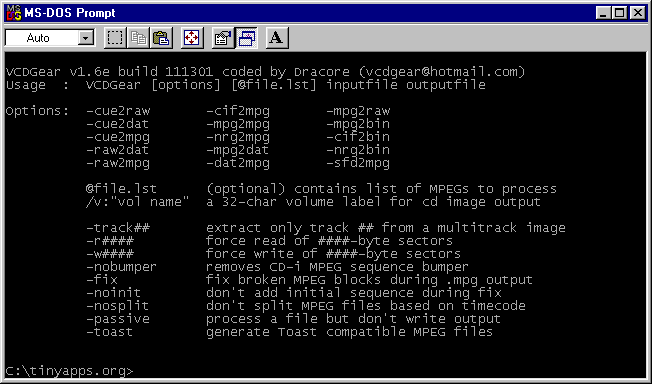 MS-DOS Prompt
Auto
A
VCDGear v1.6e build 111301 coded by Dracore (vcdgear@hotmail.com)
Usage  :  VCDGear [options] [@file.lst] inputfile outputfile
Options:  -cue2raw       -cif2mpg       -mpg2raw
          -cue2dat       -mpg2mpg       -mpg2bin
          -cue2mpg       -nrg2mpg       -cif2bin
          -raw2dat       -mpg2dat       -nrg2bin
          -raw2mpg       -dat2mpg       -sfd2mpg
          @file.lst      (optional) contains list of MPEGs to process
          /v:"vol name"  a 32-char volume label for cd image output
          -track##       extract only track ## from a multitrack image
          -r####         force read of ####-byte sectors
          -w####         force write of ####-byte sectors
          -nobumper      removes CD-i MPEG sequence bumper
          -fix           fix broken MPEG blocks during .mpg output
          -noinit        don't add initial sequence during fix
          -nosplit       don't split MPEG files based on timecode
          -passive       process a file but don't write output
          -toast         generate Toast compatible MPEG files
C:\tinyapps.org>